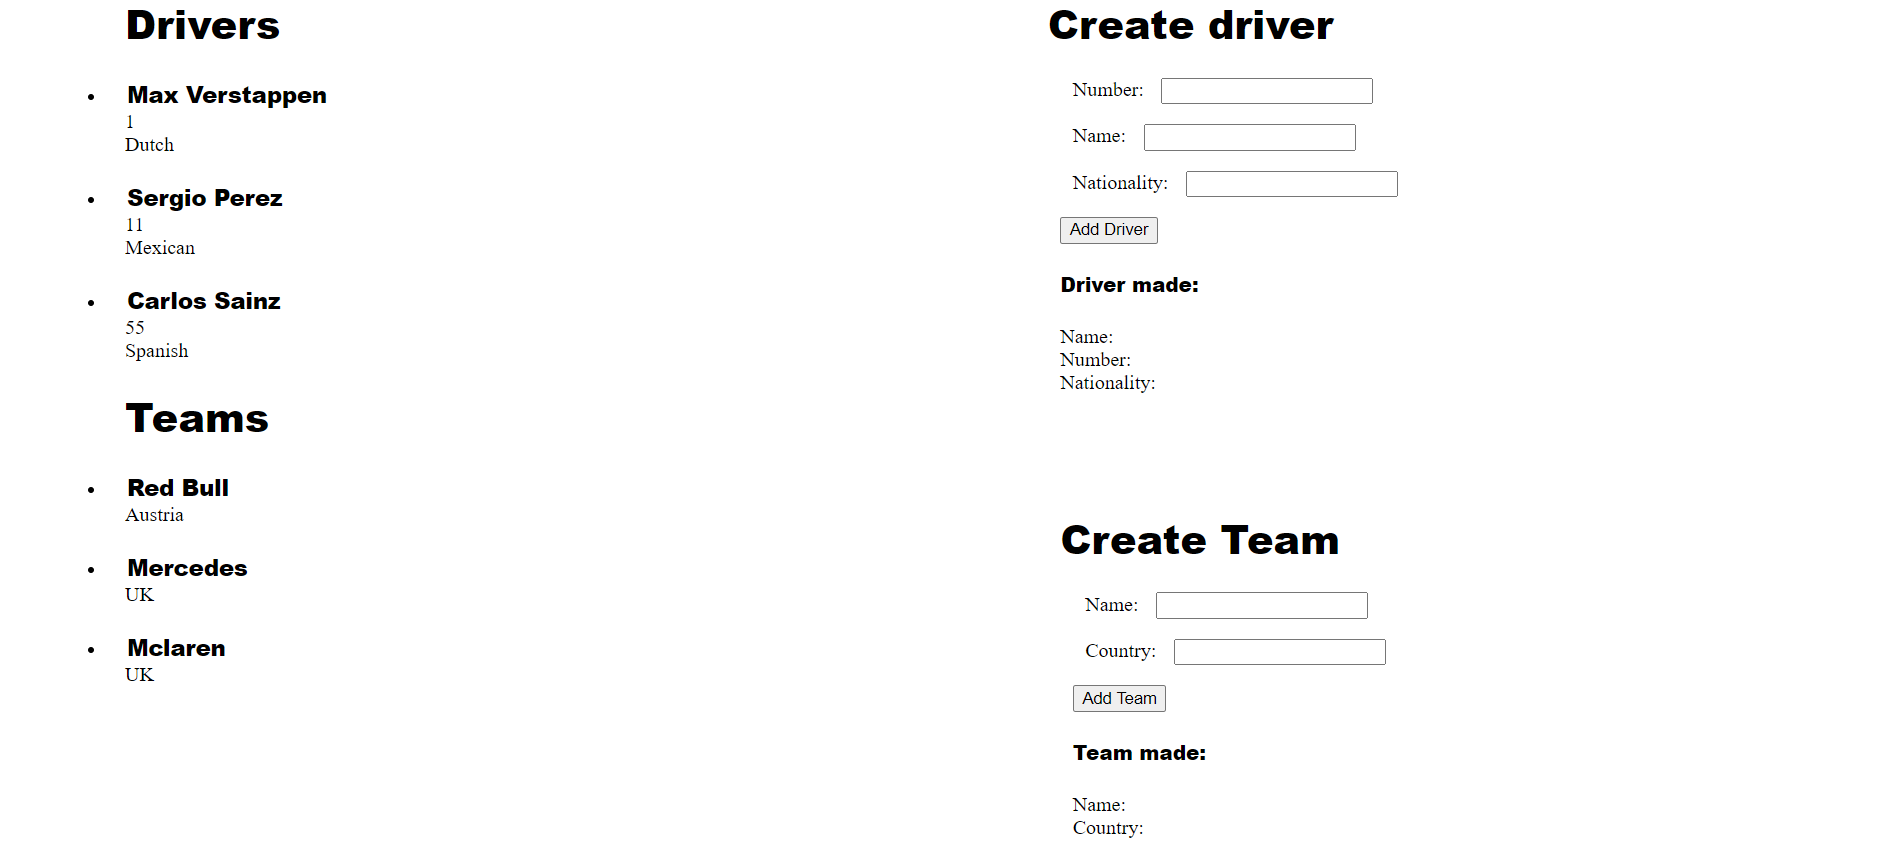 Drivers
Max Verstappen
1
Dutch
Sergio Perez
11
Mexican
Carlos Sainz
55
Spanish
Teams
Red Bull
Austria
Mercedes
UK
Mclaren
UK
Create driver
Number:
Name:
Nationality:
Add Driver
Driver made:
Name:
Number:
Nationality:
Create Team
Name:
Country:
Add Team
Team made:
Name:
Country: